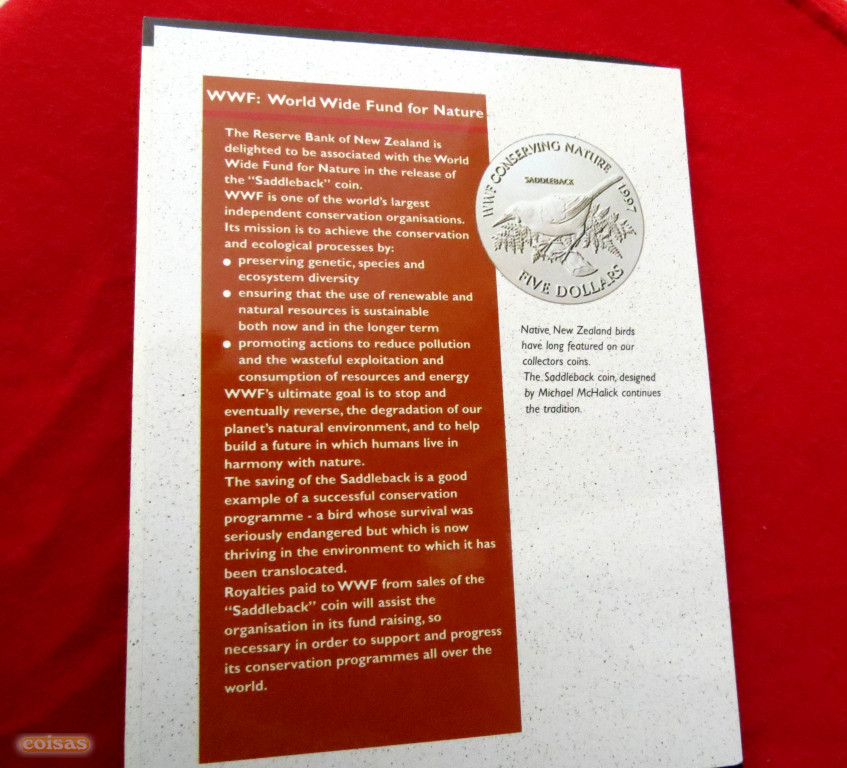 WWF: World Wide Fund for Nature
The Reserve Bank of New Zealand is
delighted to be associated with the World
Wide Fund for Nature in the release of
the "Saddleback" coin.
WWF is one of the world's largest
independent conservation organisations.
Its mission is to achieve the conservation
and ecological processes by:
• preserving genetic, species and
ecosystem diversity
• ensuring that the use of renewable and
natural resources is sustainable
both now and in the longer term
• promoting actions to reduce pollution
and the wasteful exploitation and
consumption of resources and energy
WWF's ultimate goal is to stop and
eventually reverse, the degradation of our
planet's natural environment, and to help
build a future in which humans live in
harmony with nature.
The saving of the Saddleback is a good
example of a successful conservation
programme - a bird whose survival was
seriously endangered but which is now
thriving in the environment to which it has
been translocated.
Royalties paid to WWF from sales of the
"Saddleback" coin will assist the
organisation in its fund raising, so
necessary in order to support and progress
its conservation programmes all over the
world.
WWF CONSERVING NATURE 1997
SADDLEBACK
FIVE DOLLARS
Native New Zealand birds
have long featured on our
collectors coins.
The Saddleback coin, designed
by Michael McHalick continues
the tradition.
coisas